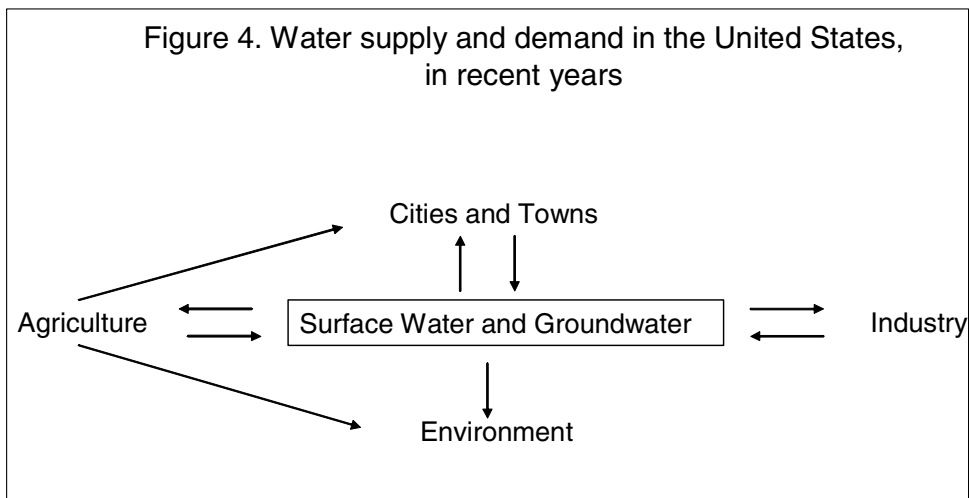 Figure 4. Water supply and demand in the United States,
in recent years
Cities and Towns
Agriculture
Surface Water and Groundwater
Industry
Environment